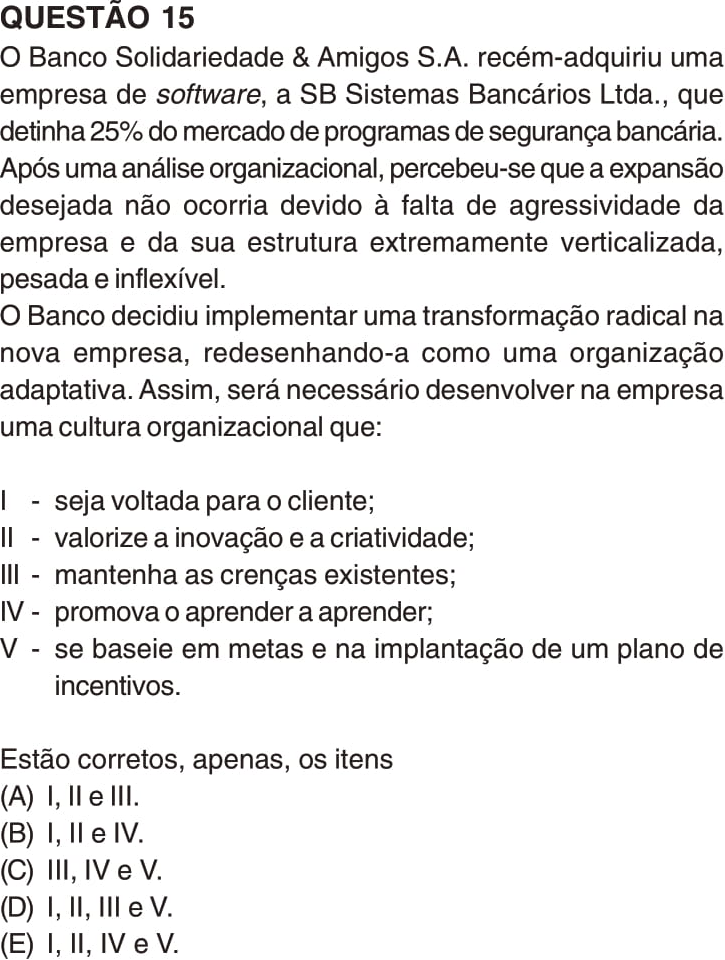 QUESTÃO 15
O Banco Solidariedade & Amigos S.A. recém-adquiriu uma
empresa de software, a SB Sistemas Bancários Ltda., que
detinha 25% do mercado de programas de segurança bancária.
Após uma análise organizacional, percebeu-se que a expansão
desejada não ocorria devido à falta de agressividade da
empresa e da sua estrutura extremamente verticalizada,
pesada e inflexível.
O Banco decidiu implementar uma transformação radical na
nova empresa, redesenhando-a como uma organização
adaptativa. Assim, será necessário desenvolver na empresa
uma cultura organizacional que:
I - seja voltada para o cliente;
II - valorize a inovação e a criatividade;
III - mantenha as crenças existentes;
IV - promova o aprender a aprender;
V - se baseie em metas e na implantação de um plano de
incentivos.
Estão corretos, apenas, os itens
(A) I, II e III.
(B) I, II e IV.
(C) III, IV e V.
(D) I, II, III e V.
(E) I, II, IV e V.